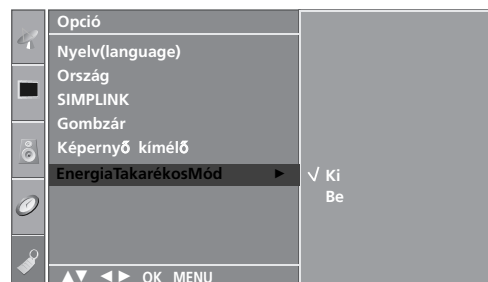 Opció
Nyelv(language)
Ország
SIMPLINK
Gombzár
Képernyő kímélő
EnergiaTakarékosMód ►
√ Ki
Be
▲▼ ◄► OK MENU